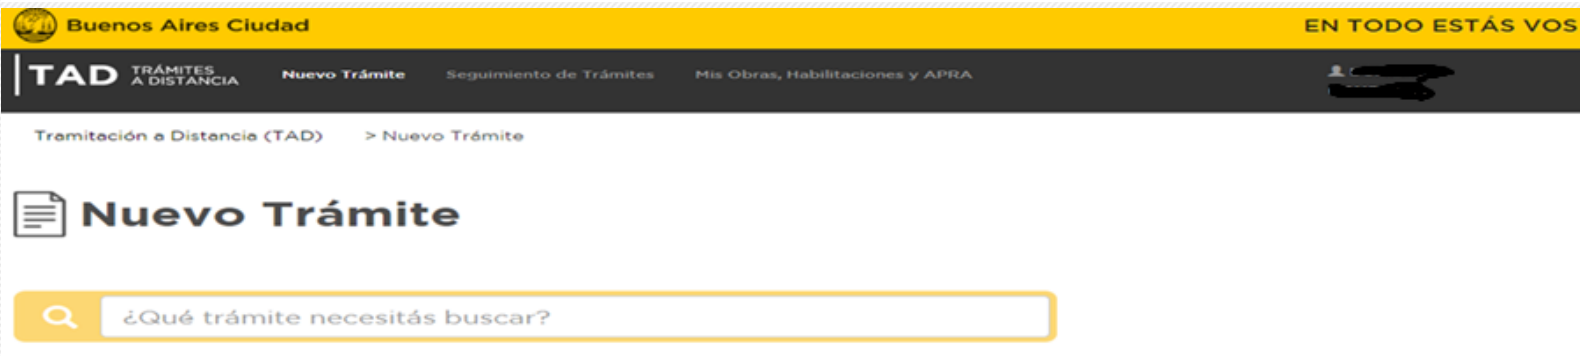 Buenos Aires Ciudad
EN TODO ESTÁS VOS
TAD TRÁMITES A DISTANCIA
Nuevo Trámite
Seguimiento de Trámites
Mis Obras, Habilitaciones y APRA
Tramitación a Distancia (TAD) > Nuevo Trámite
Nuevo Trámite
¿Qué trámite necesitás buscar?